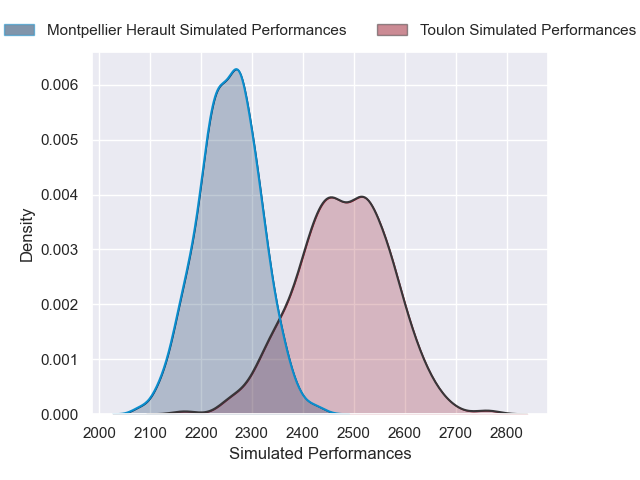 Montpellier Herault Simulated Performances
Toulon Simulated Performances
0.006
0.005
0.004
0.003
0.002
0.001
0.000
Density
2000 2100 2200 2300 2400 2500 2600 2700 2800
Simulated Performances